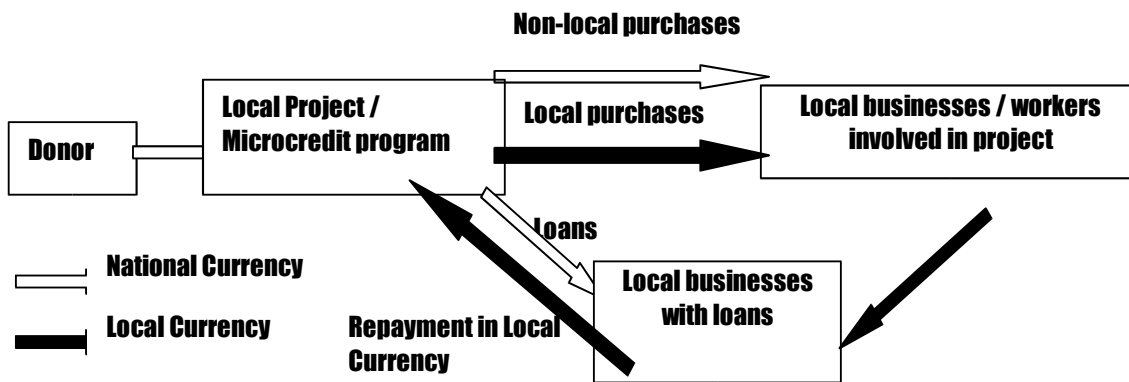 Non-local purchases
Local Project /
Microcredit program
Local purchases
Local businesses / workers
involved in project
Donor
Loans
National Currency
Local businesses
with loans
Local Currency
Repayment in Local
Currency